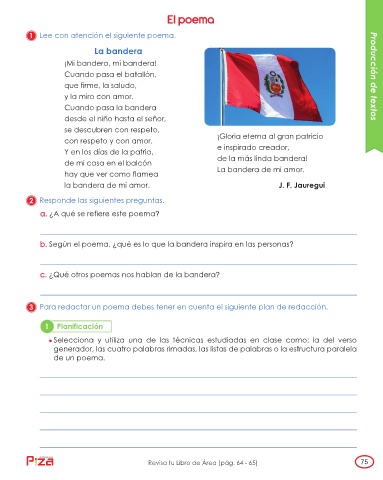 El poema
1 Lee con atención el siguiente poema.
La bandera
¡Mi bandera, mi bandera!
Cuando pasa el batallón,
que firme, la saludo,
y la miro con amor.
Cuando pasa la bandera
desde el niño hasta el señor,
se descubren con respeto,
con respeto y con amor.
Y en los días de la patria,
de mi casa en el balcón
hay que ver como flamea
la bandera de mi amor.
¡Gloria eterna al gran patricio
e inspirado creador,
de la más linda bandera!
La bandera de mi amor.
J. F. Jauregui
2 Responde las siguientes preguntas.
a. ¿A qué se refiere este poema?
b. Según el poema, ¿qué es lo que la bandera inspira en las personas?
c. ¿Qué otros poemas nos hablan de la bandera?
3 Para redactar un poema debes tener en cuenta el siguiente plan de redacción.
1 Planificación
• Selecciona y utiliza una de las técnicas estudiadas en clase como: la del verso
generador, las cuatro palabras rimadas, las listas de palabras o la estructura paralela
de un poema.
Producción de textos
Revisa tu Libro de Área (pág. 64 - 65)
75